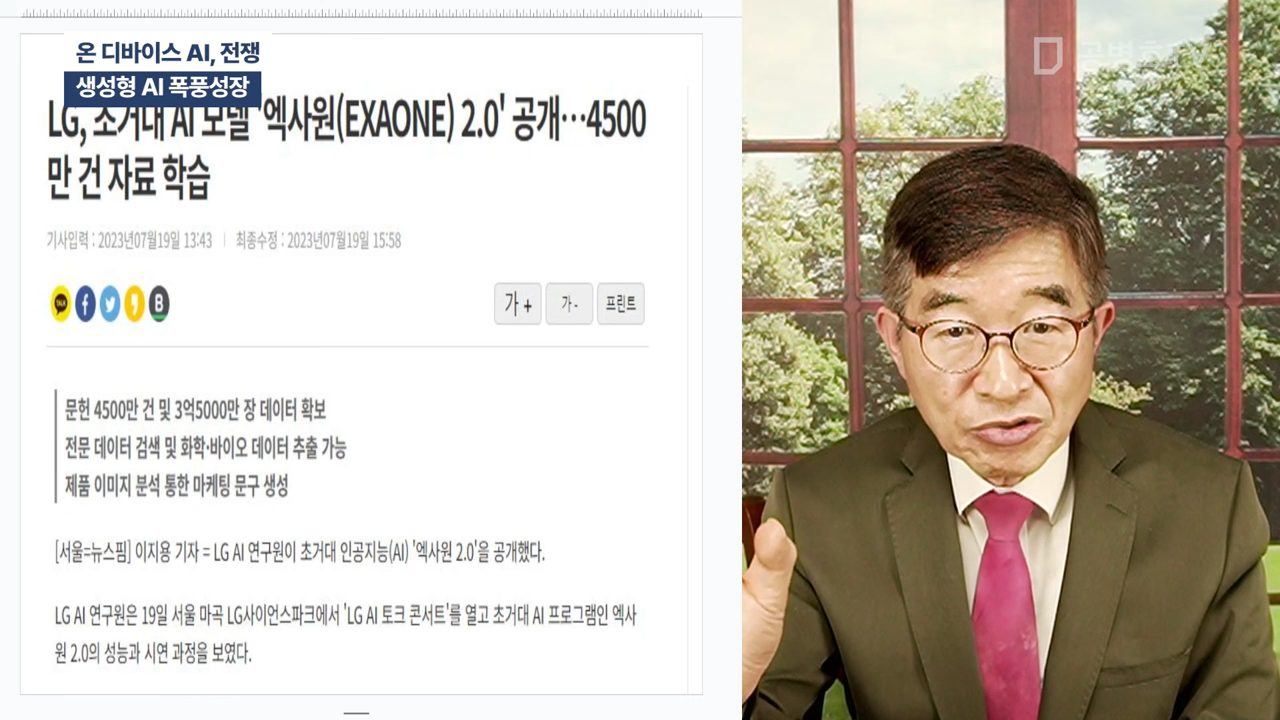 온 디바이스 AI, 전쟁
생성형 AI 폭풍성장
LG, 초거대 AI 모델 '엑사원(EXAONE) 2.0' 공개…4500
만 건 자료 학습
기사입력 : 2023년07월19일 13:43 | 최종수정 : 2023년07월19일 15:58
TALK
B
가 +
가 -
프린트
문헌 4500만 건 및 3억5000만 장 데이터 확보
전문 데이터 검색 및 화학·바이오 데이터 추출 가능
제품 이미지 분석 통한 마케팅 문구 생성
[서울=뉴스핌] 이지용 기자 = LG AI 연구원이 초거대 인공지능(AI) '엑사원 2.0'을 공개했다.
LG AI 연구원은 19일 서울 마곡 LG사이언스파크에서 'LG AI 토크 콘서트'를 열고 초거대 AI 프로그램인 엑사
원 2.0의 성능과 시연 과정을 보였다.
공병호TV